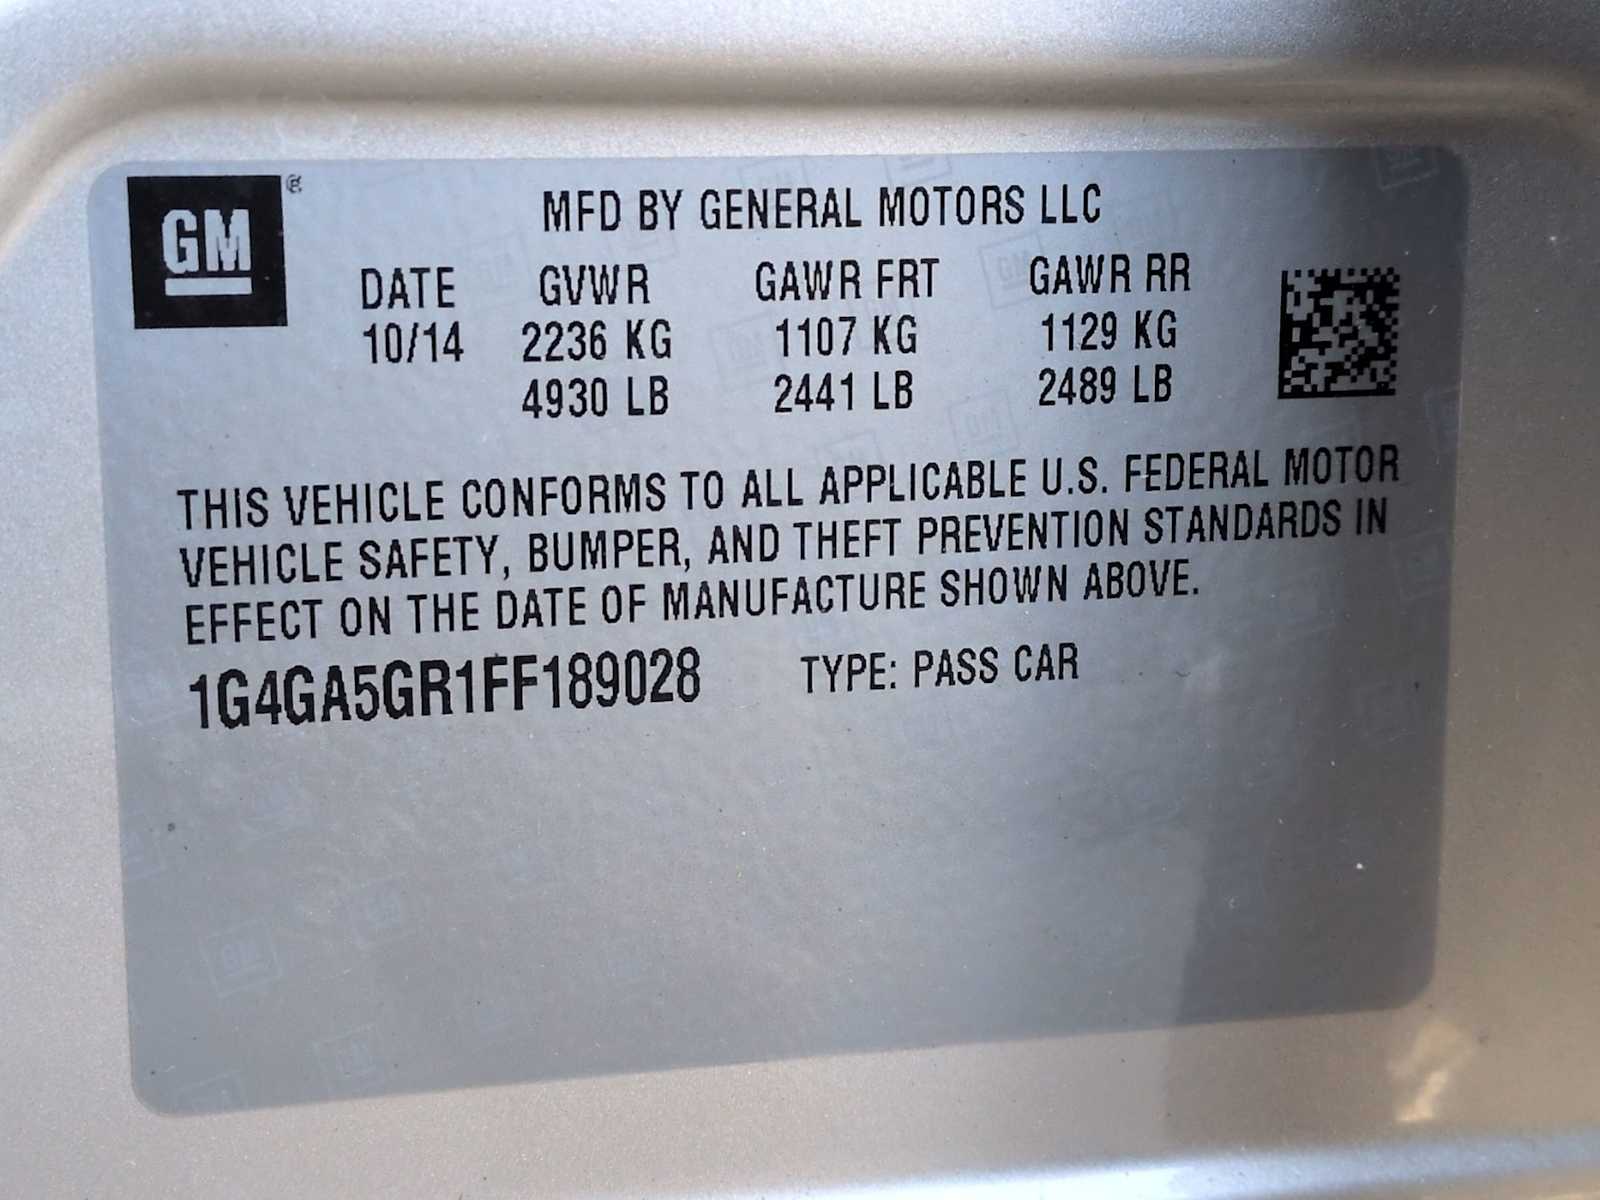 GM®
MFD BY GENERAL MOTORS LLC
DATE GVWR GAWR FRT GAWR RR
10/14 2236 KG 1107 KG 1129 KG
4930 LB 2441 LB 2489 LB
THIS VEHICLE CONFORMS TO ALL APPLICABLE U.S. FEDERAL MOTOR
VEHICLE SAFETY, BUMPER, AND THEFT PREVENTION STANDARDS IN
EFFECT ON THE DATE OF MANUFACTURE SHOWN ABOVE.
1G4GA5GR1FF189028 TYPE: PASS CAR